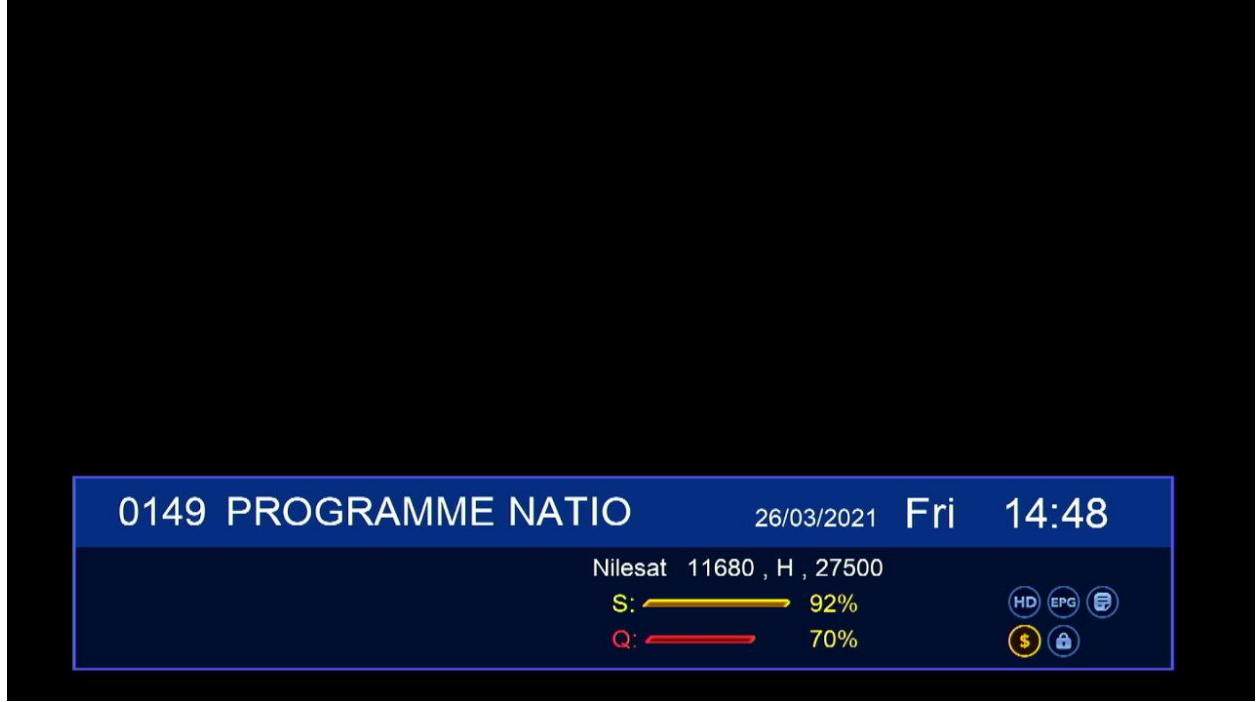 0149 PROGRAMME NATIO 26/03/2021 Fri 14:48
Nilesat 11680 , H , 27500
S: 92%
Q: 70%
HD EPG
$